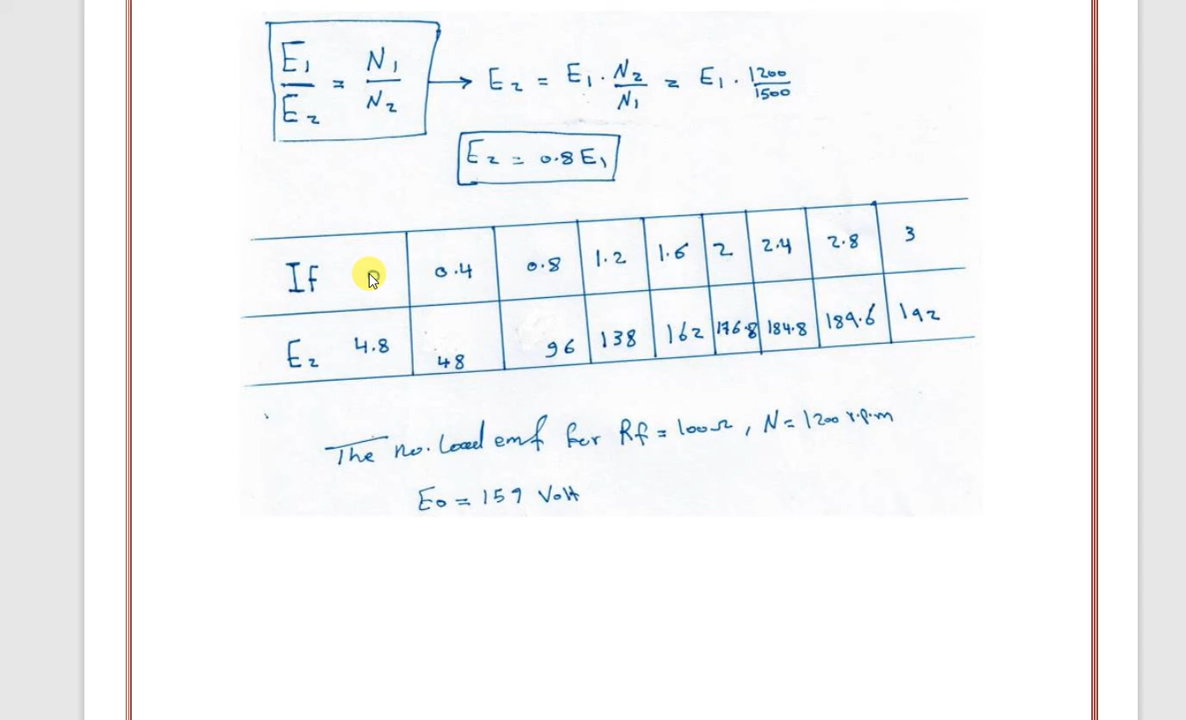 E1/E2 = N1/N2 → E2 = E1 · N2/N1 = E1 · 1200/1500
E2 = 0.8 E1
If 0 0.4 0.8 1.2 1.6 2 2.4 2.8 3
E2 4.8 48 96 138 162 176.8 184.8 189.6 192
The no. load emf for Rf = 100Ω, N = 1200 r.p.m
E0 = 159 Volt